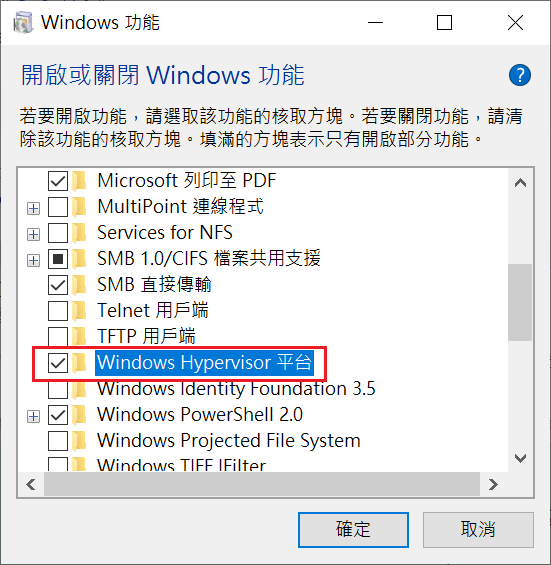 Windows 功能
開啟或關閉 Windows 功能
若要開啟功能，請選取該功能的核取方塊。若要關閉功能，請清
除該功能的核取方塊。填滿的方塊表示只有開啟部分功能。
Microsoft 列印至 PDF
MultiPoint 連線程式
Services for NFS
SMB 1.0/CIFS 檔案共用支援
SMB 直接傳輸
Telnet 用戶端
TFTP 用戶端
Windows Hypervisor 平台
Windows Identity Foundation 3.5
Windows PowerShell 2.0
Windows Projected File System
Windows TIFF IFilter
確定
取消